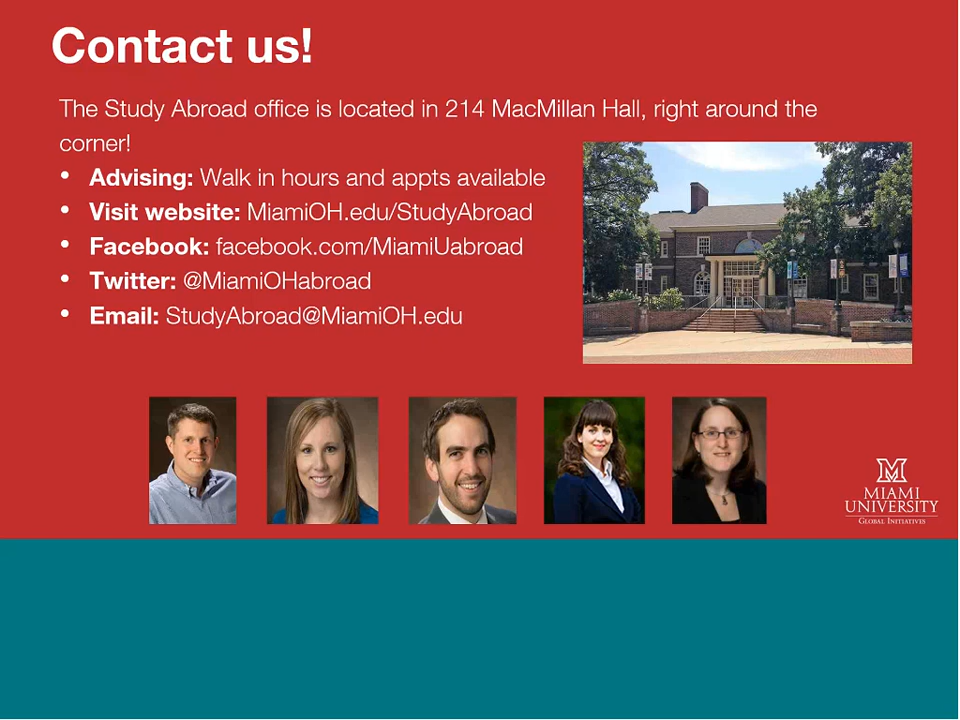 Contact us!
The Study Abroad office is located in 214 MacMillan Hall, right around the
corner!
• Advising: Walk in hours and appts available
• Visit website: MiamiOH.edu/StudyAbroad
• Facebook: facebook.com/MiamiUabroad
• Twitter: @MiamiOHabroad
• Email: StudyAbroad@MiamiOH.edu
MIAMI
UNIVERSITY
GLOBAL INITIATIVES